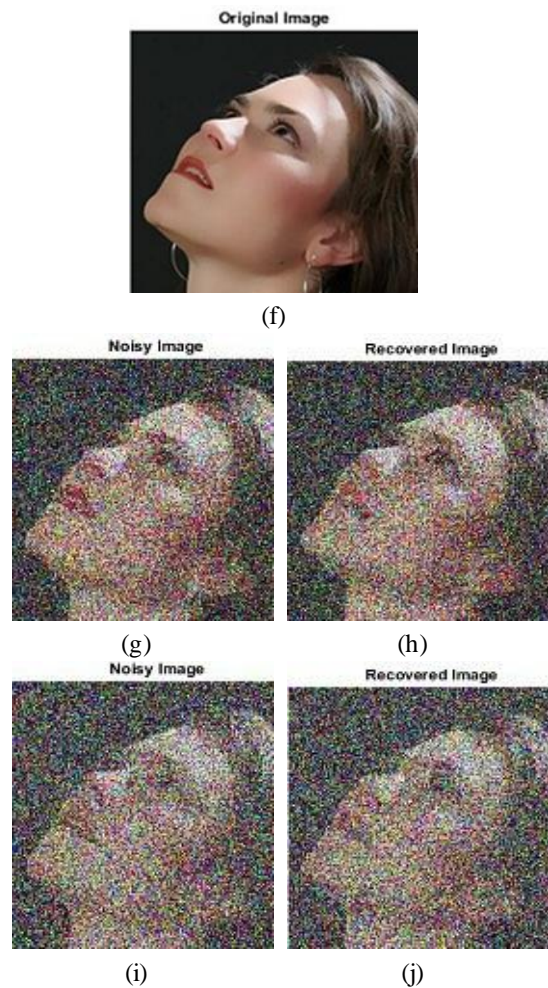 Original Image
(f)
Noisy Image
Recovered Image
(g)
(h)
Noisy Image
Recovered Image
(i)
(j)